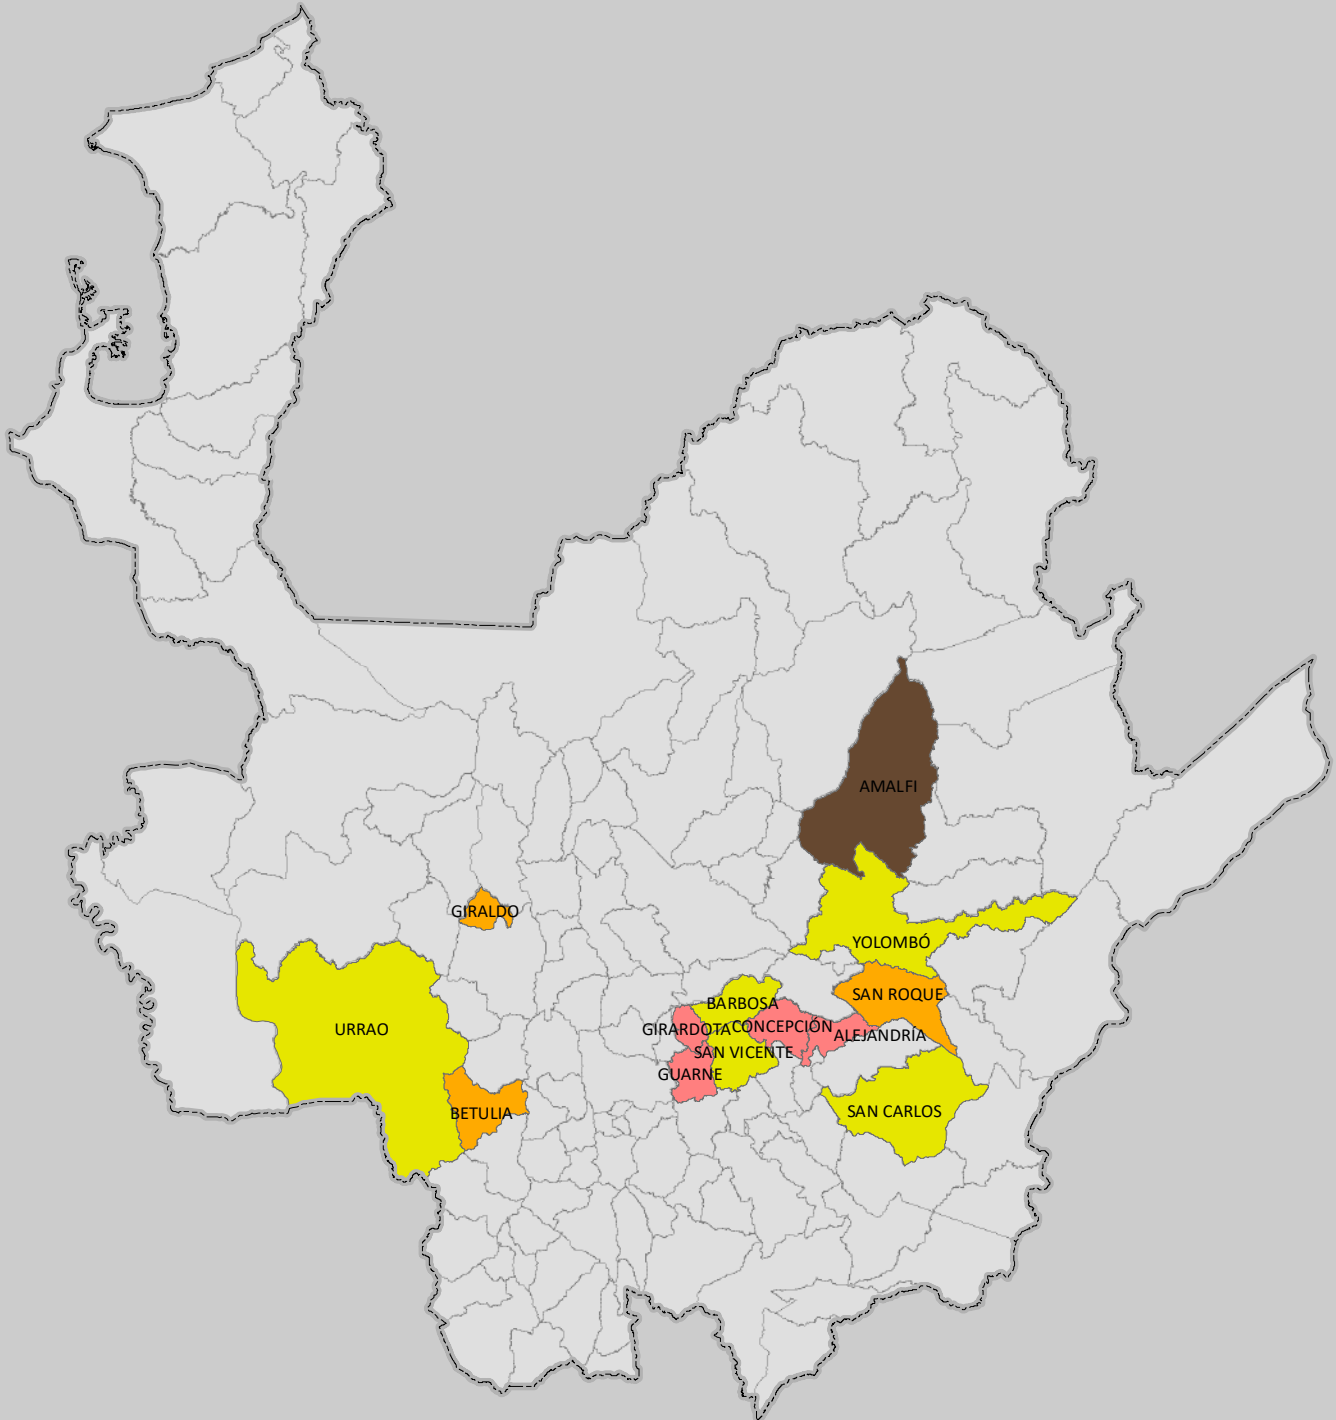 AMALFI
GIRALDO
YOLOMBÓ
SAN ROQUE
BARBOSA
URRAO
GIRARDOTA
CONCEPCIÓN
ALEJANDRÍA
SAN VICENTE
GUARNE
BETULIA
SAN CARLOS